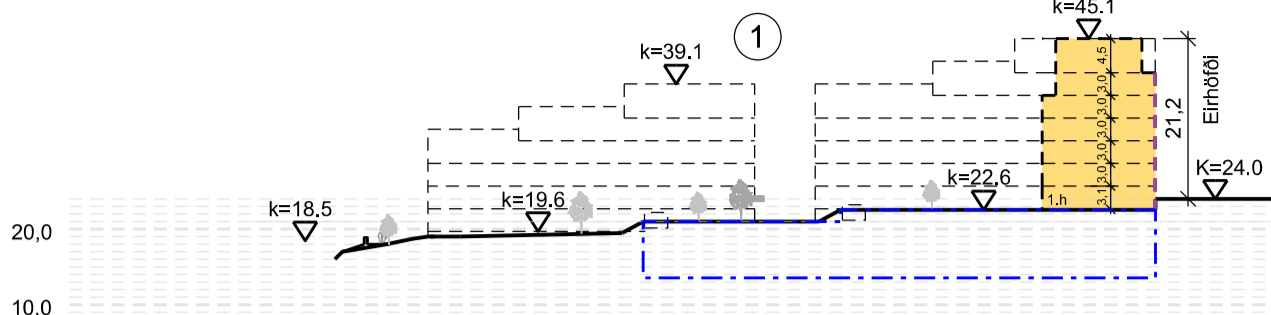 k=45.1
1
k=39.1
4,5
3,0
3,0
3,0
3,0
3,0
3,1
21,2
Eirhöfði
k=22.6
K=24.0
1.h
k=19.6
k=18.5
20,0
10.0